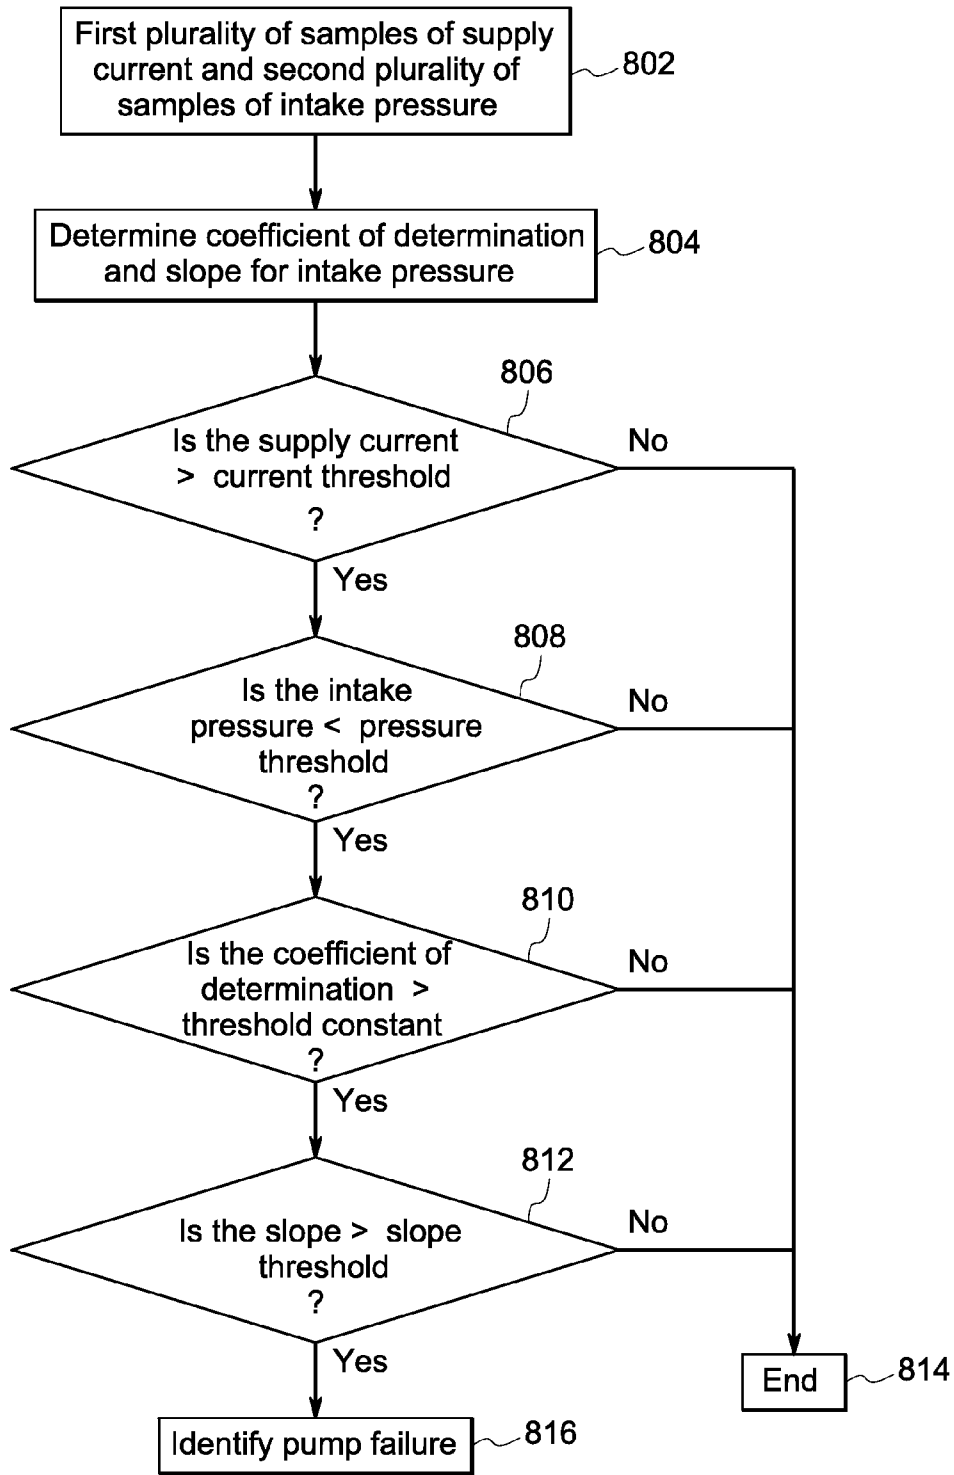 First plurality of samples of supply
current and second plurality of
samples of intake pressure
802
Determine coefficient of determination
and slope for intake pressure
804
806
Is the supply current
> current threshold
?
No
Yes
808
Is the intake
pressure < pressure
threshold
?
No
Yes
810
Is the coefficient of
determination >
threshold constant
?
No
Yes
812
Is the slope > slope
threshold
?
No
Yes
End
814
Identify pump failure
816